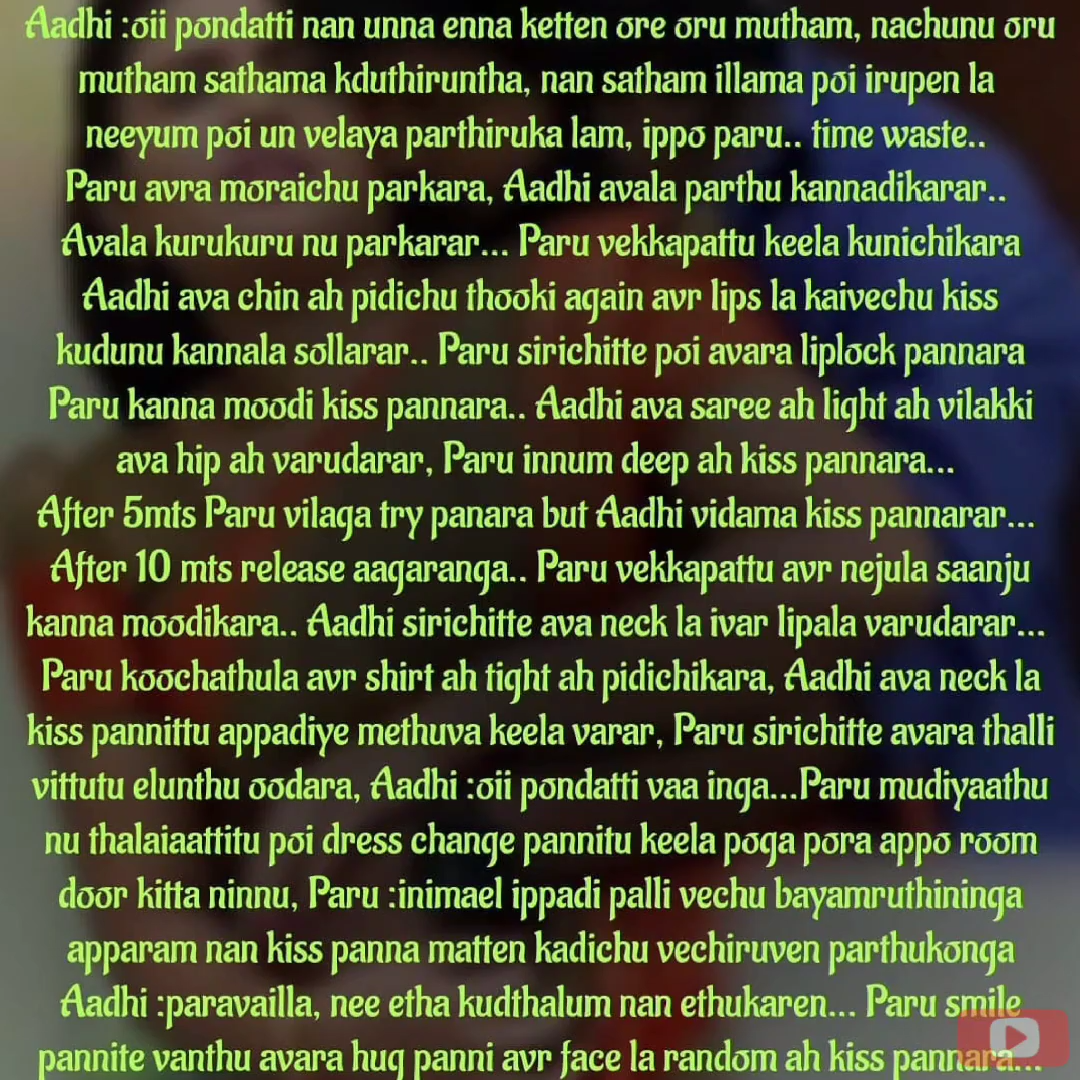 Aadhi :oii pondatti nan unna enna ketten ore oru mutham, nachunu oru
mutham sathama kduthiruntha, nan satham illama poi irupen la
neeyum poi un velaya parthiruka lam, ippo paru.. time waste..
Paru avra moraichu parkara, Aadhi avala parthu kannadikarar..
Avala kurukuru nu parkarar... Paru vekkapattu keela kunichikara
Aadhi ava chin ah pidichu thooki again avr lips la kaivechu kiss
kudunu kannala sollarar.. Paru sirichitte poi avara liplock pannara
Paru kanna moodi kiss pannara.. Aadhi ava saree ah light ah vilakki
ava hip ah varudarar, Paru innum deep ah kiss pannara...
After 5mts Paru vilaga try panara but Aadhi vidama kiss pannarar...
After 10 mts release aagaranga.. Paru vekkapattu avr nejula saanju
kanna moodikara.. Aadhi sirichitte ava neck la ivar lipala varudarar...
Paru koochathula avr shirt ah tight ah pidichikara, Aadhi ava neck la
kiss pannittu appadiye methuva keela varar, Paru sirichitte avara thalli
vittutu elunthu oodara, Aadhi :oii pondatti vaa inga...Paru mudiyaathu
nu thalaiaattitu poi dress change pannitu keela poga pora appo room
door kitta ninnu, Paru :inimael ippadi palli vechu bayamruthininga
apparam nan kiss panna matten kadichu vechiruven parthukonga
Aadhi :paravailla, nee etha kudthalum nan ethukaren... Paru smile
pannite vanthu avara hug panni avr face la random ah kiss pannara...